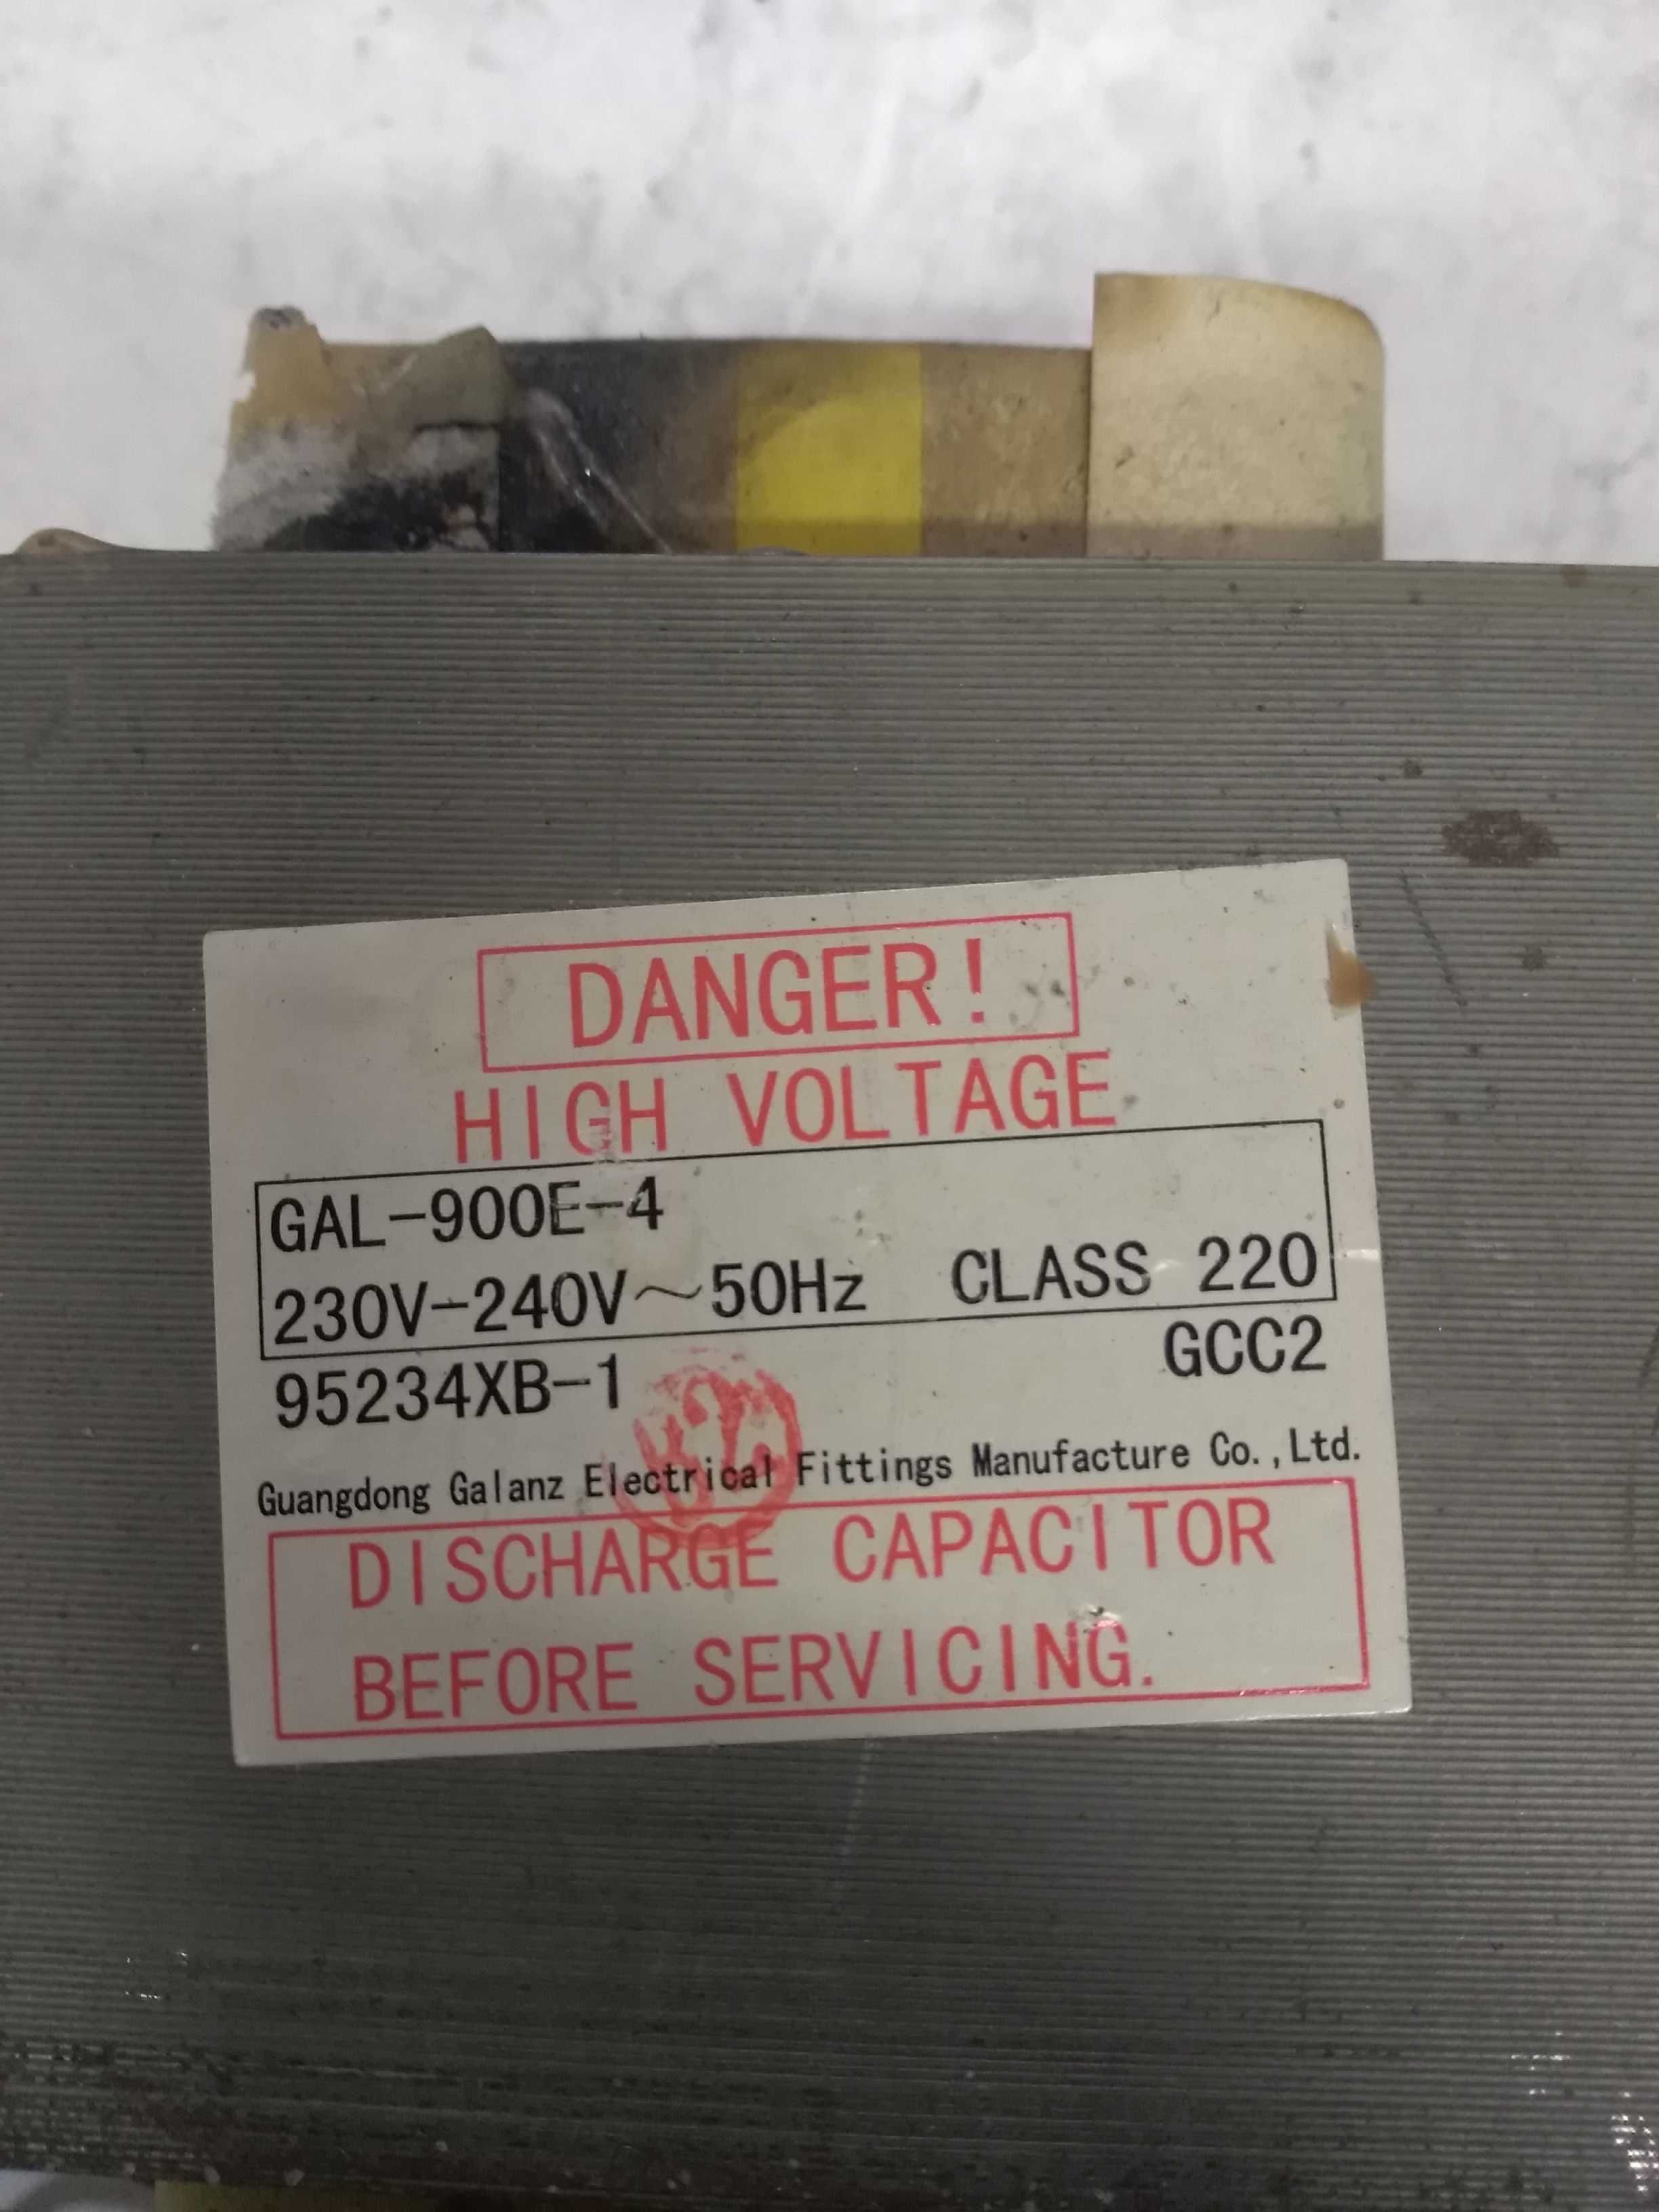 DANGER!
HIGH VOLTAGE
GAL-900E-4
230V-240V~50Hz CLASS 220
95234XB-1 GCC2
Guangdong Galanz Electrical Fittings Manufacture Co.,Ltd.
DISCHARGE CAPACITOR
BEFORE SERVICING.